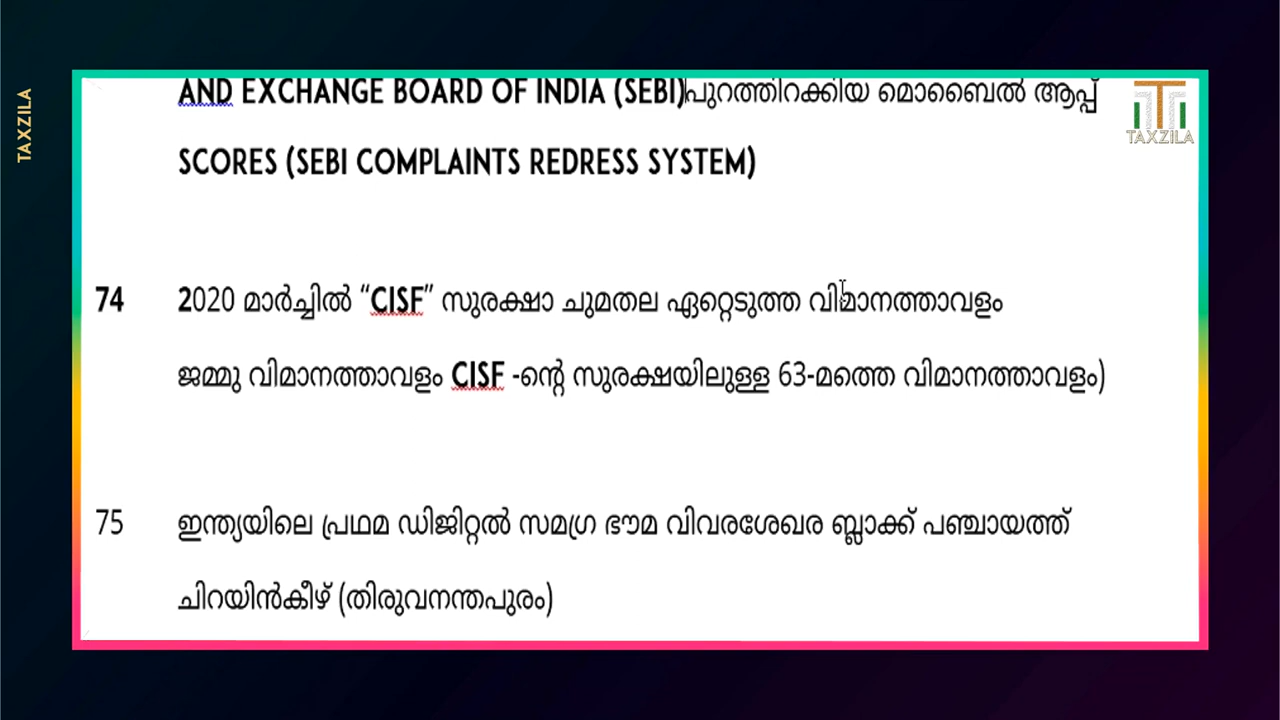 TAXZILA
AND EXCHANGE BOARD OF INDIA (SEBI)പുറത്തിറക്കിയ മൊബൈൽ ആപ്പ്
TAXZILA
SCORES (SEBI COMPLAINTS REDRESS SYSTEM)
74 2020 മാർച്ചിൽ “CISF” സുരക്ഷാ ചുമതല ഏറ്റെടുത്ത വിമാനത്താവളം
ജമ്മു വിമാനത്താവളം CISF -ന്റെ സുരക്ഷയിലുള്ള 63-മത്തെ വിമാനത്താവളം)
75 ഇന്ത്യയിലെ പ്രഥമ ഡിജിറ്റൽ സമഗ്ര ഭൗമ വിവരശേഖര ബ്ലാക്ക് പഞ്ചായത്ത്
ചിറയിൻകീഴ് (തിരുവനന്തപുരം)